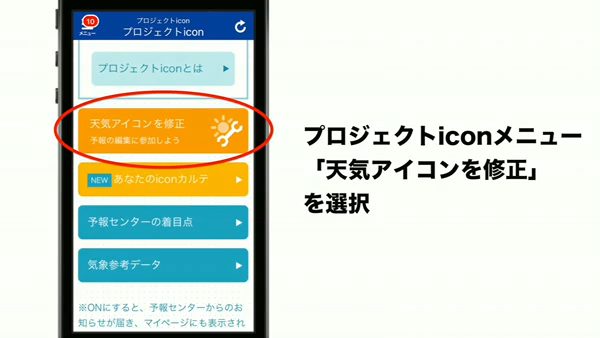 10
メニュー
プロジェクトicon
プロジェクトicon
プロジェクトiconとは
天気アイコンを修正
予報の編集に参加しよう
NEW あなたのiconカルテ
予報センターの着目点
気象参考データ
※ONにすると、予報センターからのお
知らせが届き、マイページにも表示され
プロジェクトiconメニュー
「天気アイコンを修正」
を選択